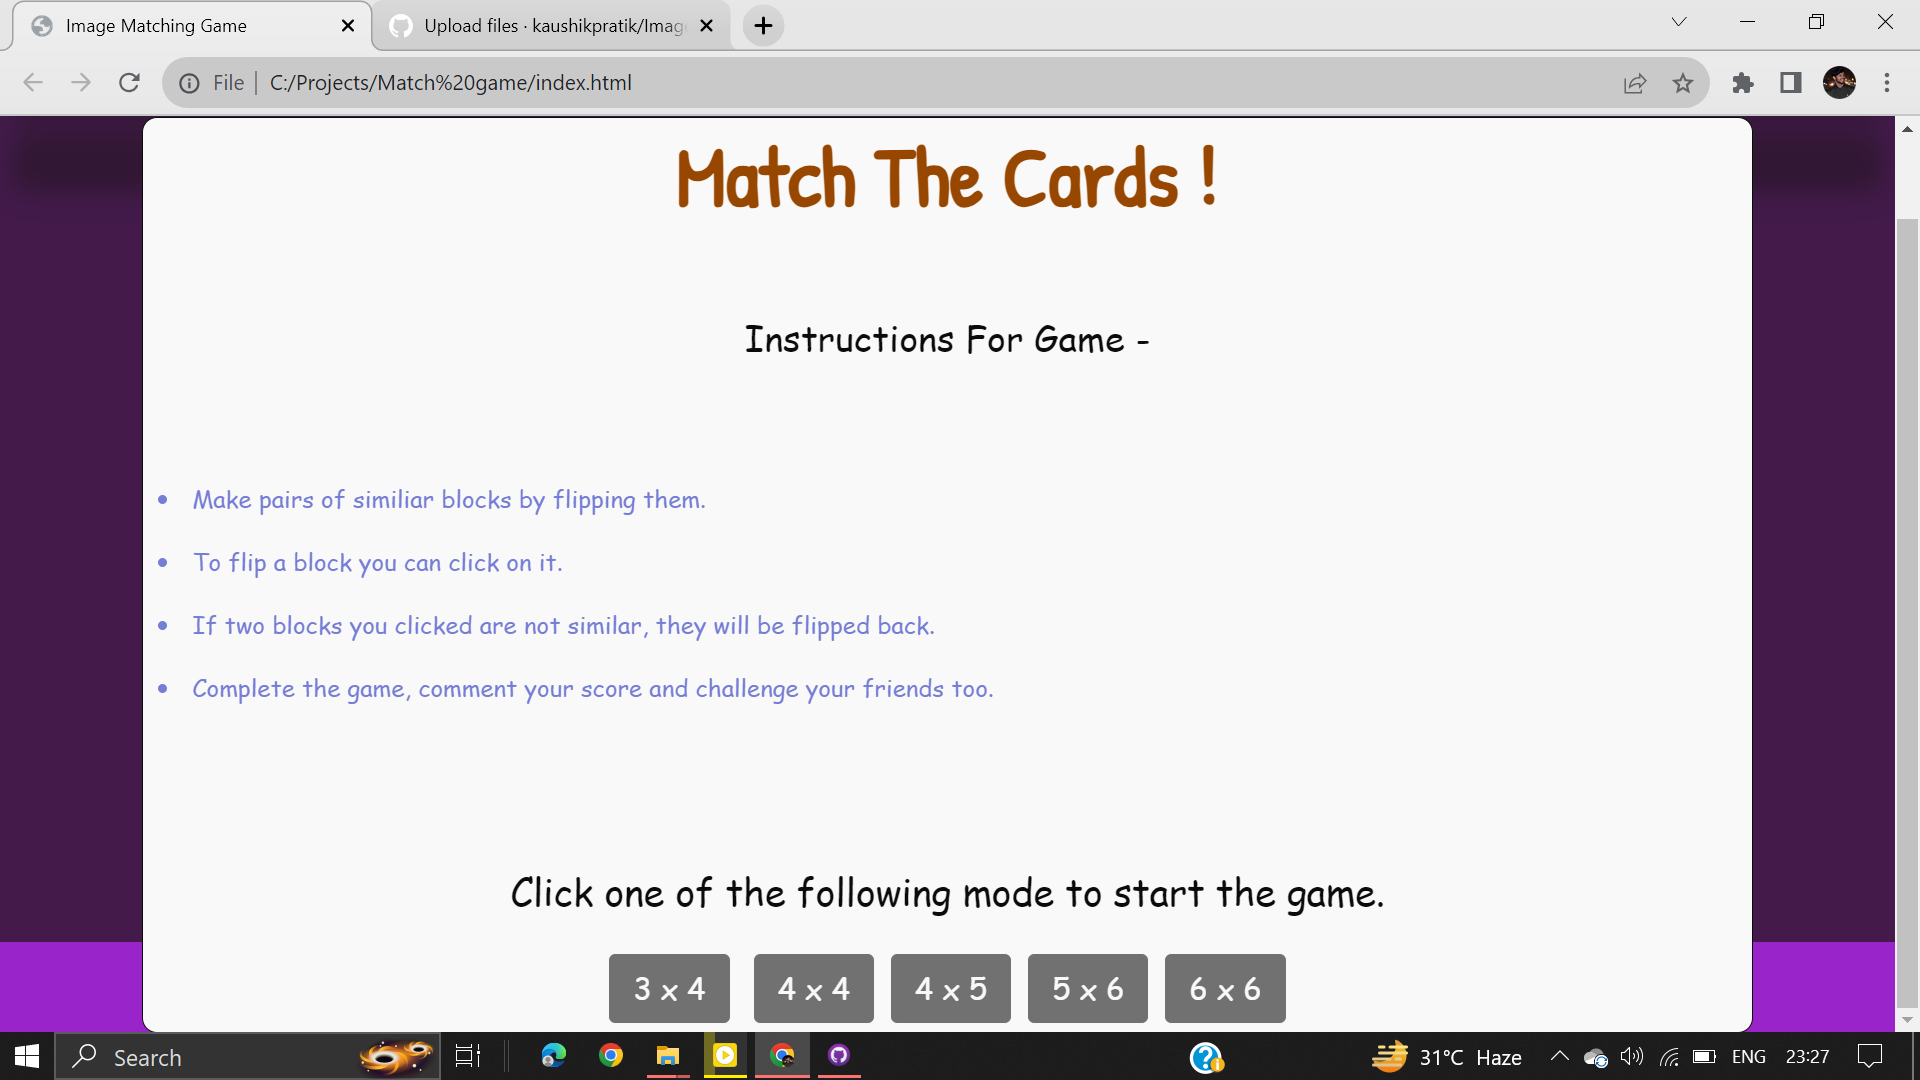 Image Matching Game
Upload files · kaushikpratik/Imag
File
C:/Projects/Match%20game/index.html
Match The Cards !
Instructions For Game -
Make pairs of similiar blocks by flipping them.
To flip a block you can click on it.
If two blocks you clicked are not similar, they will be flipped back.
Complete the game, comment your score and challenge your friends too.
Click one of the following mode to start the game.
3 x 4
4 x 4
4 x 5
5 x 6
6 x 6
Search
31°C Haze
ENG
23:27